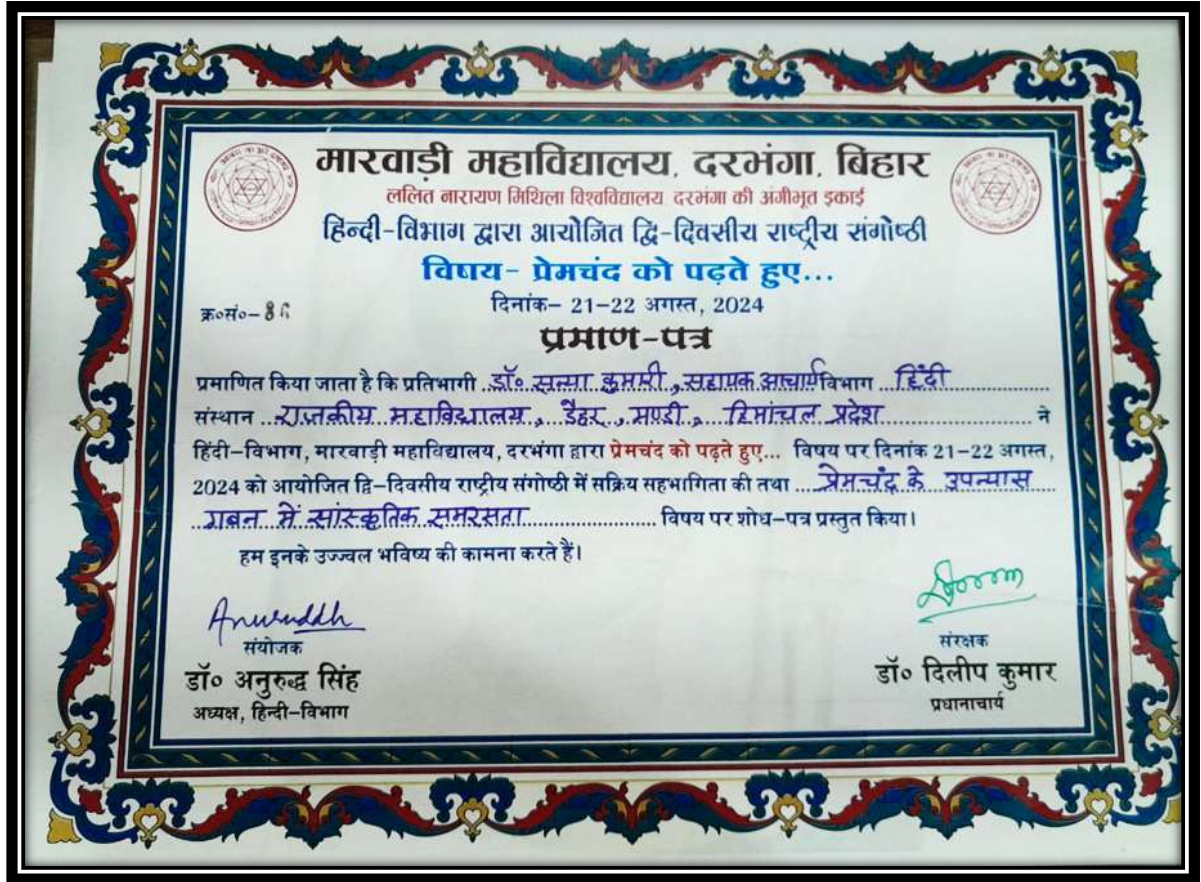 मारवाड़ी महाविद्यालय, दरभंगा, बिहार
ललित नारायण मिथिला विश्वविद्यालय दरभंगा की अंगीभूत इकाई
हिन्दी-विभाग द्वारा आयोजित द्वि-दिवसीय राष्ट्रीय संगोष्ठी
विषय- प्रेमचंद को पढ़ते हुए...
दिनांक- 21-22 अगस्त, 2024
क्र०सं०-
प्रमाण-पत्र
प्रमाणित किया जाता है कि प्रतिभागी डॉ० सत्या कुमारी, सहायक आचार्य विभाग हिंदी
संस्थान राजकीय महाविद्यालय, डैहर, मण्डी, हिमांचल प्रदेश ने
हिंदी-विभाग, मारवाड़ी महाविद्यालय, दरभंगा द्वारा प्रेमचंद को पढ़ते हुए... विषय पर दिनांक 21-22 अगस्त,
2024 को आयोजित द्वि-दिवसीय राष्ट्रीय संगोष्ठी में सक्रिय सहभागिता की तथा प्रेमचंद के उपन्यास
गबन में सांस्कृतिक समरसता विषय पर शोध-पत्र प्रस्तुत किया।
हम इनके उज्ज्वल भविष्य की कामना करते हैं।
Anuruddh
संयोजक
डॉ० अनुरुद्ध सिंह
अध्यक्ष, हिन्दी-विभाग
संरक्षक
डॉ० दिलीप कुमार
प्रधानाचार्य